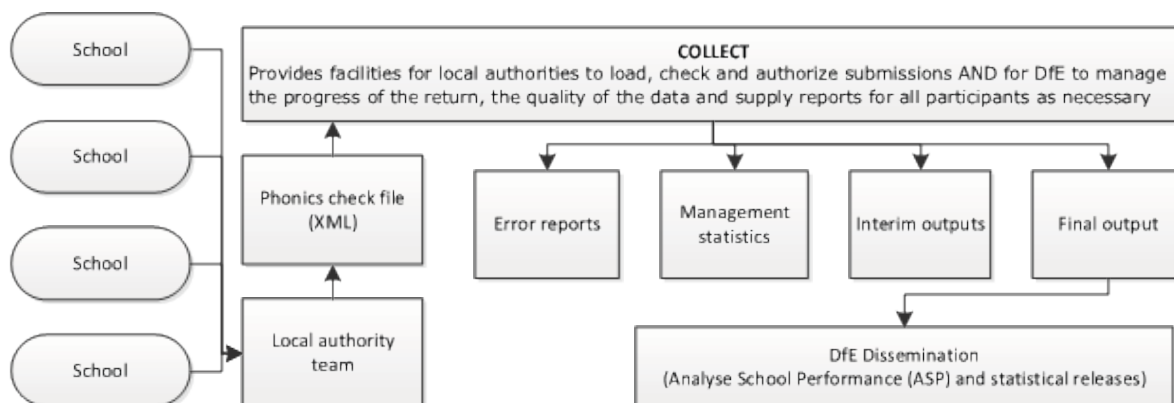 School
School
School
School
COLLECT
Provides facilities for local authorities to load, check and authorize submissions AND for DfE to manage
the progress of the return, the quality of the data and supply reports for all participants as necessary
Phonics check file
(XML)
Local authority
team
Error reports
Management
statistics
Interim outputs
Final output
DfE Dissemination
(Analyse School Performance (ASP) and statistical releases)